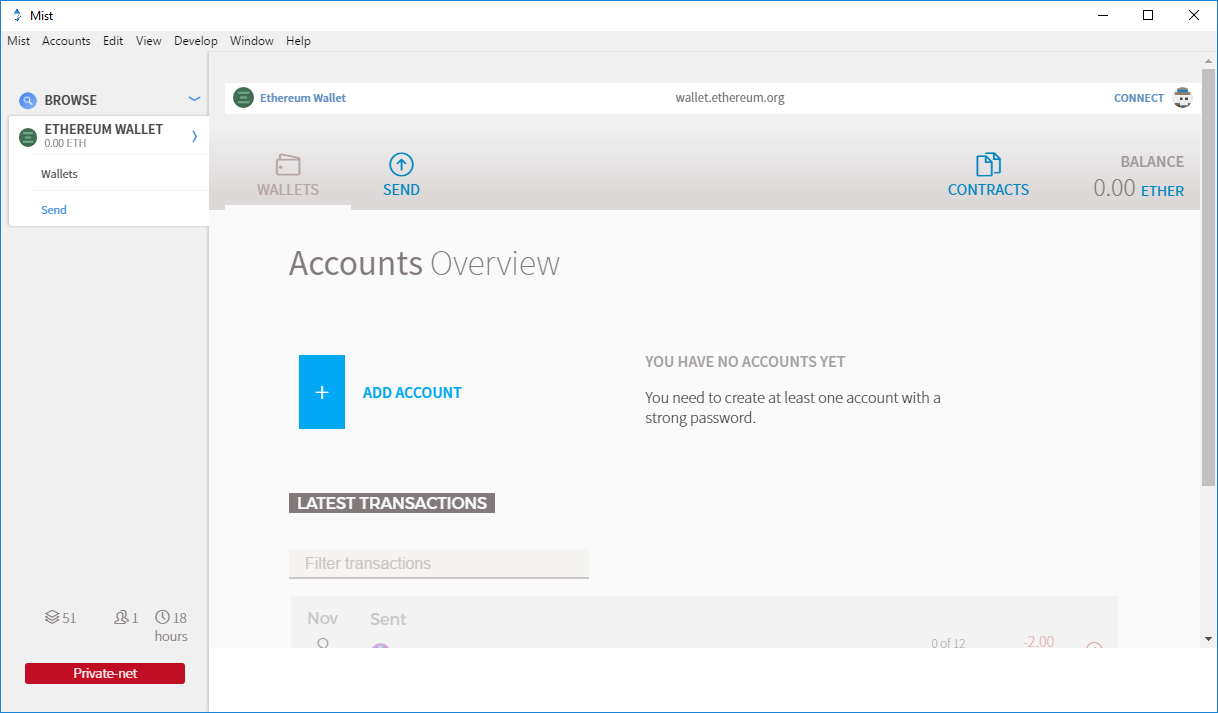 Mist
Mist Accounts Edit View Develop Window Help
BROWSE
ETHEREUM WALLET
0.00 ETH
Wallets
Send
51 1 18
hours
Private-net
Ethereum Wallet wallet.ethereum.org CONNECT
WALLETS SEND CONTRACTS BALANCE
0.00 ETHER
Accounts Overview
ADD ACCOUNT
YOU HAVE NO ACCOUNTS YET
You need to create at least one account with a
strong password.
LATEST TRANSACTIONS
Filter transactions
Nov Sent
0 of 12 -2.00